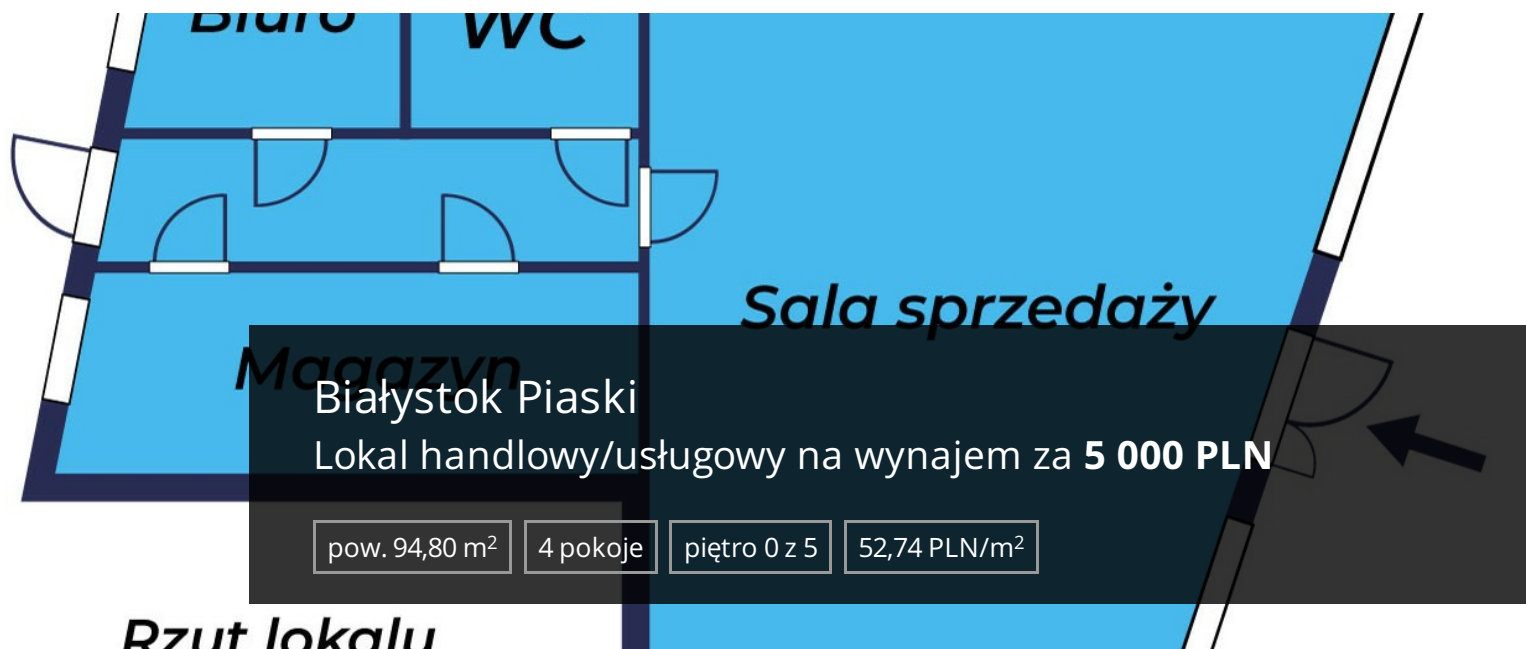 Biuro
WC
Sala sprzedaży
Magazyn
Białystok Piaski
Lokal handlowy/usługowy na wynajem za 5 000 PLN
pow. 94,80 m²
4 pokoje
piętro 0 z 5
52,74 PLN/m²
Rzut lokalu